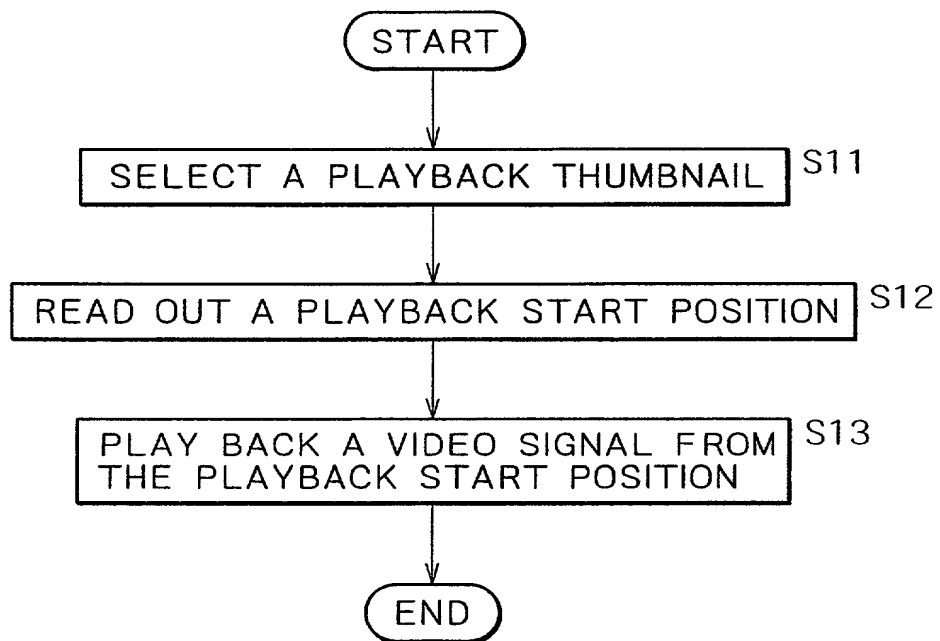 START
SELECT A PLAYBACK THUMBNAIL S11
READ OUT A PLAYBACK START POSITION S12
PLAY BACK A VIDEO SIGNAL FROM S13
THE PLAYBACK START POSITION
END